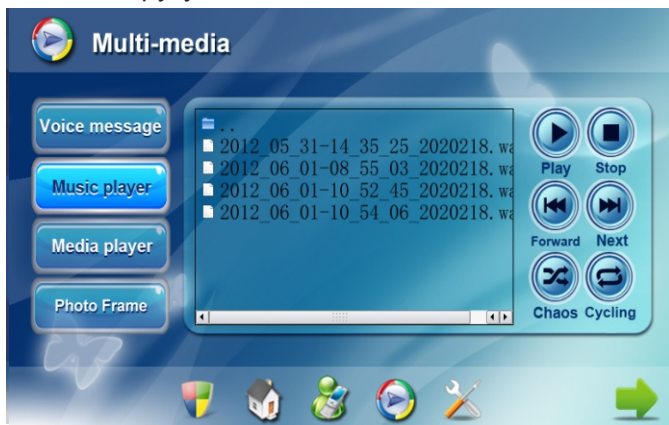 Multi-media
Voice message
Music player
Media player
Photo Frame
..
2012_05_31-14_35_25_2020218.wa
2012_06_01-08_55_03_2020218.wa
2012_06_01-10_52_45_2020218.wa
2012_06_01-10_54_06_2020218.wa
Play Stop
Forward Next
Chaos Cycling